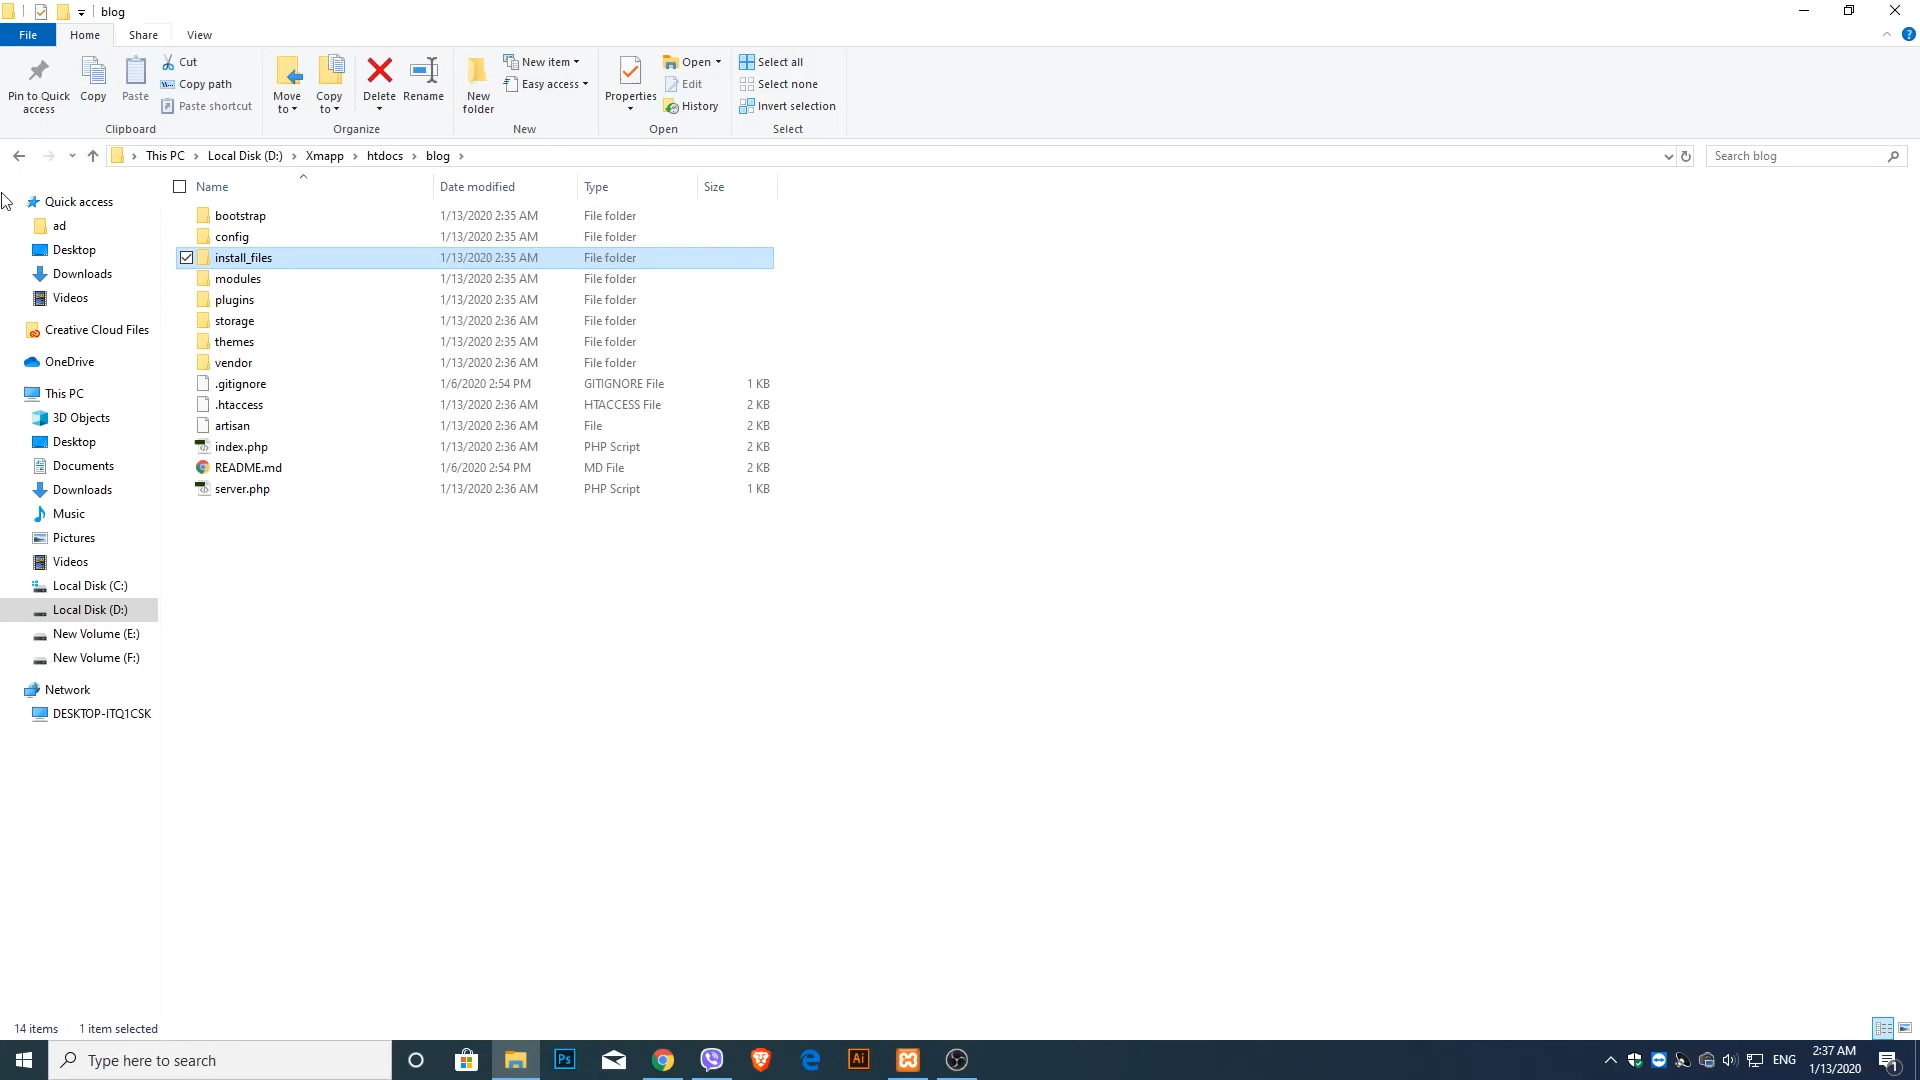 blog
File
Home
Share
View
Pin to Quick access
Copy
Paste
Cut
Copy path
Paste shortcut
Clipboard
Move to
Copy to
Delete
Rename
Organize
New folder
New item
Easy access
New
Properties
Open
Edit
History
Open
Select all
Select none
Invert selection
Select
This PC > Local Disk (D:) > Xmapp > htdocs > blog >
Search blog
Quick access
ad
Desktop
Downloads
Videos
Creative Cloud Files
OneDrive
This PC
3D Objects
Desktop
Documents
Downloads
Music
Pictures
Videos
Local Disk (C:)
Local Disk (D:)
New Volume (E:)
New Volume (F:)
Network
DESKTOP-ITQ1CSK
Name Date modified Type Size
bootstrap 1/13/2020 2:35 AM File folder
config 1/13/2020 2:35 AM File folder
install_files 1/13/2020 2:35 AM File folder
modules 1/13/2020 2:35 AM File folder
plugins 1/13/2020 2:35 AM File folder
storage 1/13/2020 2:36 AM File folder
themes 1/13/2020 2:35 AM File folder
vendor 1/13/2020 2:36 AM File folder
.gitignore 1/6/2020 2:54 PM GITIGNORE File 1 KB
.htaccess 1/13/2020 2:36 AM HTACCESS File 2 KB
artisan 1/13/2020 2:36 AM File 2 KB
index.php 1/13/2020 2:36 AM PHP Script 2 KB
README.md 1/6/2020 2:54 PM MD File 2 KB
server.php 1/13/2020 2:36 AM PHP Script 1 KB
14 items 1 item selected
Type here to search
Ps
Ai
ENG
2:37 AM
1/13/2020
1